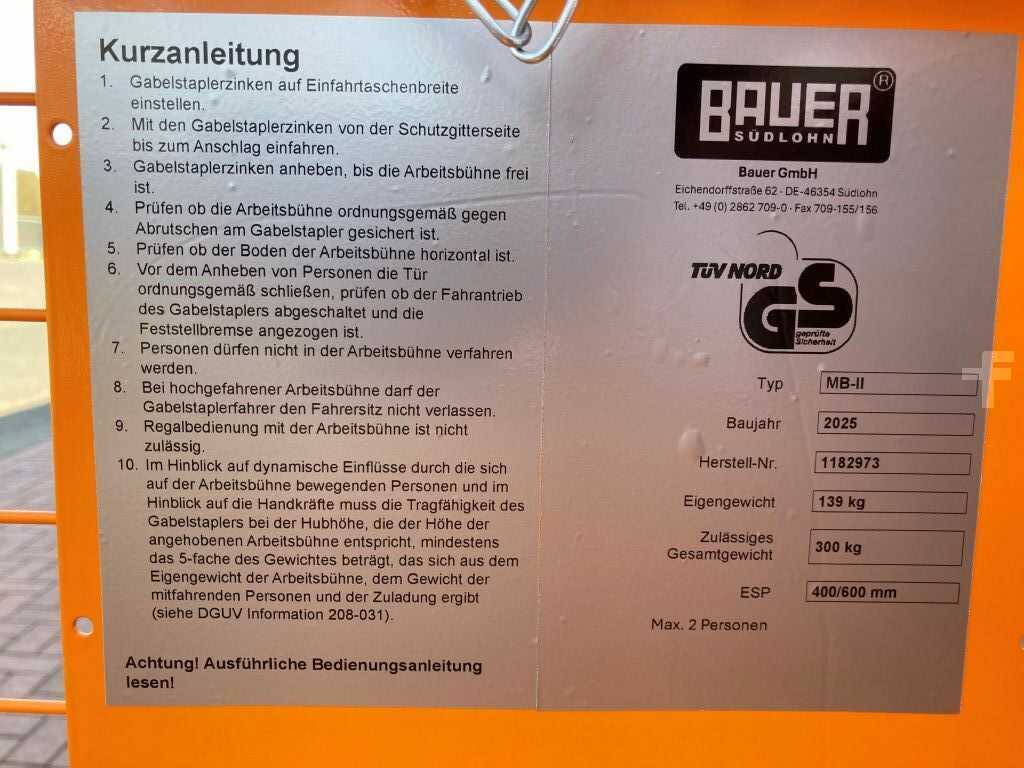 Kurzanleitung
1. Gabelstaplerzinken auf Einfahrtaschenbreite
einstellen.
2. Mit den Gabelstaplerzinken von der Schutzgitterseite
bis zum Anschlag einfahren.
3. Gabelstaplerzinken anheben, bis die Arbeitsbühne frei
ist.
4. Prüfen ob die Arbeitsbühne ordnungsgemäß gegen
Abrutschen am Gabelstapler gesichert ist.
5. Prüfen ob der Boden der Arbeitsbühne horizontal ist.
6. Vor dem Anheben von Personen die Tür
ordnungsgemäß schließen, prüfen ob der Fahrantrieb
des Gabelstaplers abgeschaltet und die
Feststellbremse angezogen ist.
7. Personen dürfen nicht in der Arbeitsbühne verfahren
werden.
8. Bei hochgefahrener Arbeitsbühne darf der
Gabelstaplerfahrer den Fahrersitz nicht verlassen.
9. Regalbedienung mit der Arbeitsbühne ist nicht
zulässig.
10. Im Hinblick auf dynamische Einflüsse durch die sich
auf der Arbeitsbühne bewegenden Personen und im
Hinblick auf die Handkräfte muss die Tragfähigkeit des
Gabelstaplers bei der Hubhöhe, die der Höhe der
angehobenen Arbeitsbühne entspricht, mindestens
das 5-fache des Gewichtes beträgt, das sich aus dem
Eigengewicht der Arbeitsbühne, dem Gewicht der
mitfahrenden Personen und der Zuladung ergibt
(siehe DGUV Information 208-031).
Achtung! Ausführliche Bedienungsanleitung
lesen!
BAUER ®
SÜDLOHN
Bauer GmbH
Eichendorffstraße 62 · DE-46354 Südlohn
Tel. +49 (0) 2862 709-0 · Fax 709-155/156
TÜV NORD
GS
geprüfte
Sicherheit
Typ MB-II
Baujahr 2025
Herstell-Nr. 1182973
Eigengewicht 139 kg
Zulässiges
Gesamtgewicht 300 kg
ESP 400/600 mm
Max. 2 Personen